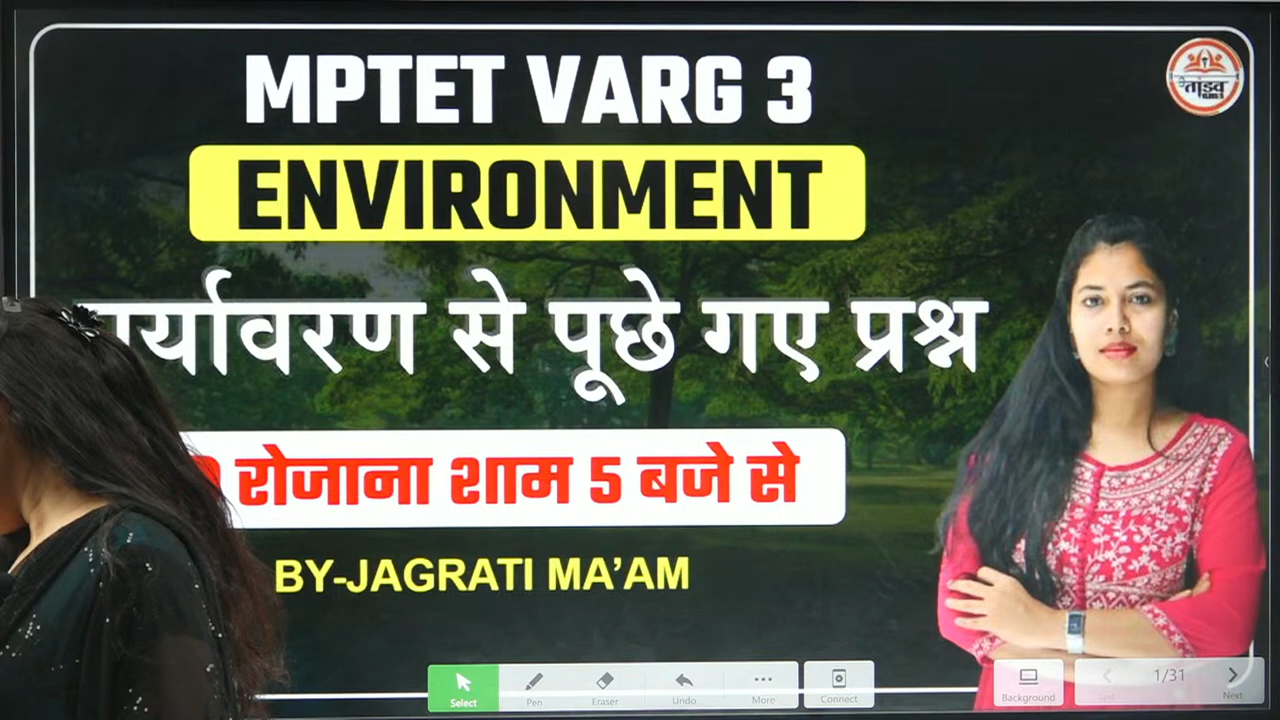 MPTET VARG 3
तांडव
ENVIRONMENT
से पूछे गए प्रश्न
रोजाना शाम 5 बजे से
BY-JAGRATI MA’AM
Select
Pen
Eraser
Undo
More
Connect
Background
1/31
Next